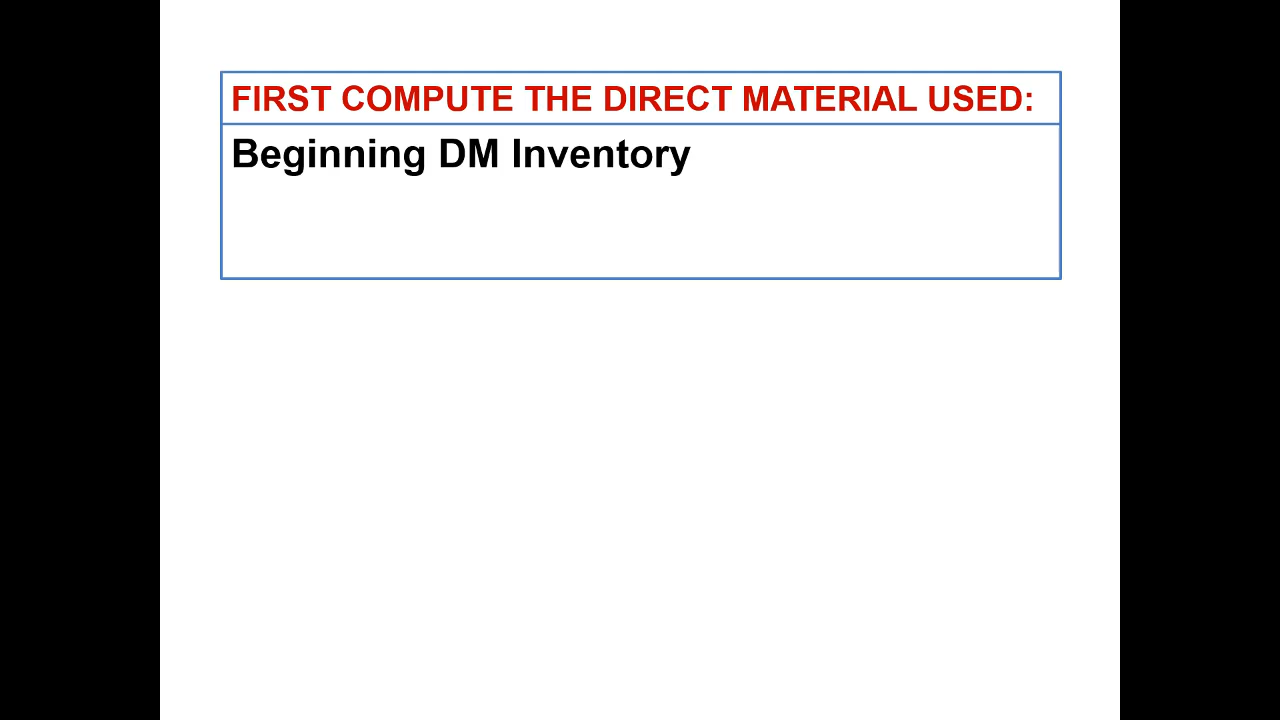 FIRST COMPUTE THE DIRECT MATERIAL USED:
Beginning DM Inventory